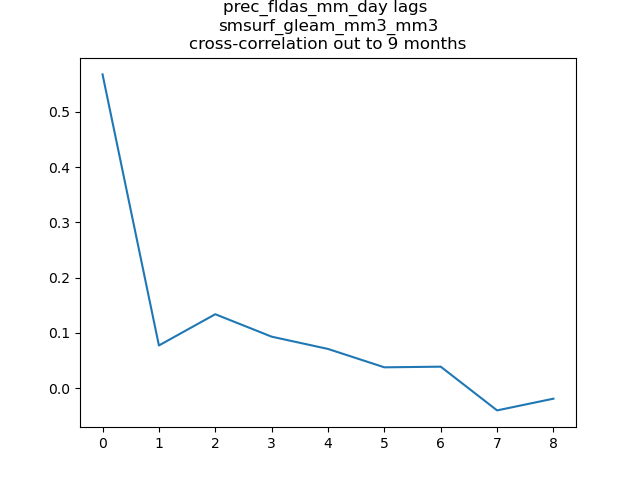 prec_fldas_mm_day lags
smsurf_gleam_mm3_mm3
cross-correlation out to 9 months
0.5
0.4
0.3
0.2
0.1
0.0
0 1 2 3 4 5 6 7 8